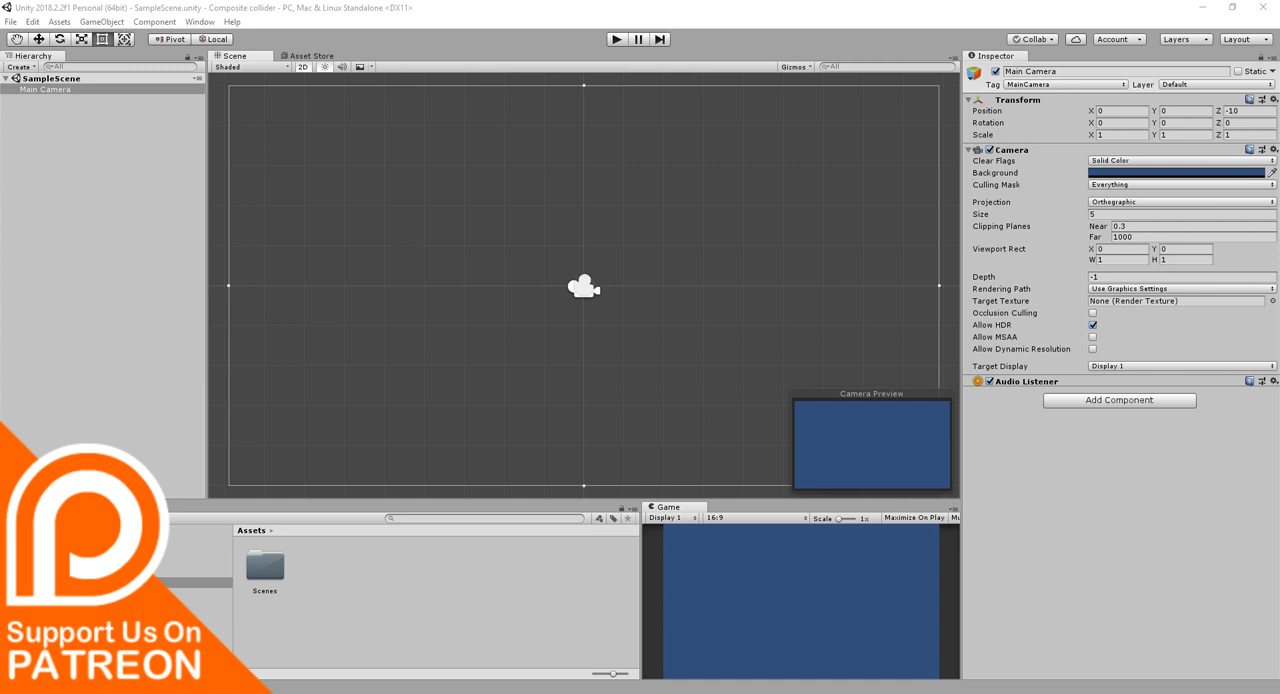 Unity 2018.2.2f1 Personal (64bit) - SampleScene.unity - Composite collider - PC, Mac & Linux Standalone <DX11>
File Edit Assets GameObject Component Window Help
Pivot Local Collab Account Layers Layout
Hierarchy
Create All
SampleScene
Main Camera
Scene Asset Store
Shaded 2D Gizmos All
Camera Preview
Inspector
Main Camera Static
Tag MainCamera Layer Default
Transform
Position X 0 Y 0 Z -10
Rotation X 0 Y 0 Z 0
Scale X 1 Y 1 Z 1
Camera
Clear Flags Solid Color
Background
Culling Mask Everything
Projection Orthographic
Size 5
Clipping Planes Near 0.3
Far 1000
Viewport Rect X 0 Y 0
W 1 H 1
Depth -1
Rendering Path Use Graphics Settings
Target Texture None (Render Texture)
Occlusion Culling
Allow HDR
Allow MSAA
Allow Dynamic Resolution
Target Display Display 1
Audio Listener
Add Component
Assets
Scenes
Game
Display 1 16:9 Scale 1x Maximize On Play Mu
Support Us On
PATREON